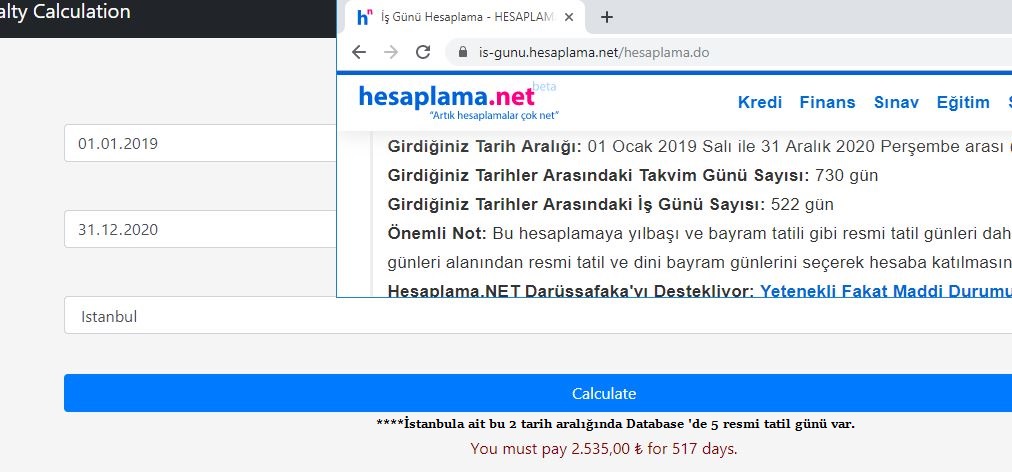 alty Calculation
İş Günü Hesaplama - HESAPLAM
is-gunu.hesaplama.net/hesaplama.do
hesaplama.net beta
“Artık hesaplamalar çok net”
Kredi Finans Sınav Eğitim S
01.01.2019
Girdiğiniz Tarih Aralığı: 01 Ocak 2019 Salı ile 31 Aralık 2020 Perşembe arası (
Girdiğiniz Tarihler Arasındaki Takvim Günü Sayısı: 730 gün
Girdiğiniz Tarihler Arasındaki İş Günü Sayısı: 522 gün
31.12.2020
Önemli Not: Bu hesaplamaya yılbaşı ve bayram tatili gibi resmi tatil günleri dah
günleri alanından resmi tatil ve dini bayram günlerini seçerek hesaba katılmasın
Hesaplama.NET Darüşşafaka'yı Destekliyor: Yetenekli Fakat Maddi Durumu
Istanbul
Calculate
****İstanbula ait bu 2 tarih aralığında Database 'de 5 resmi tatil günü var.
You must pay 2.535,00 ₺ for 517 days.